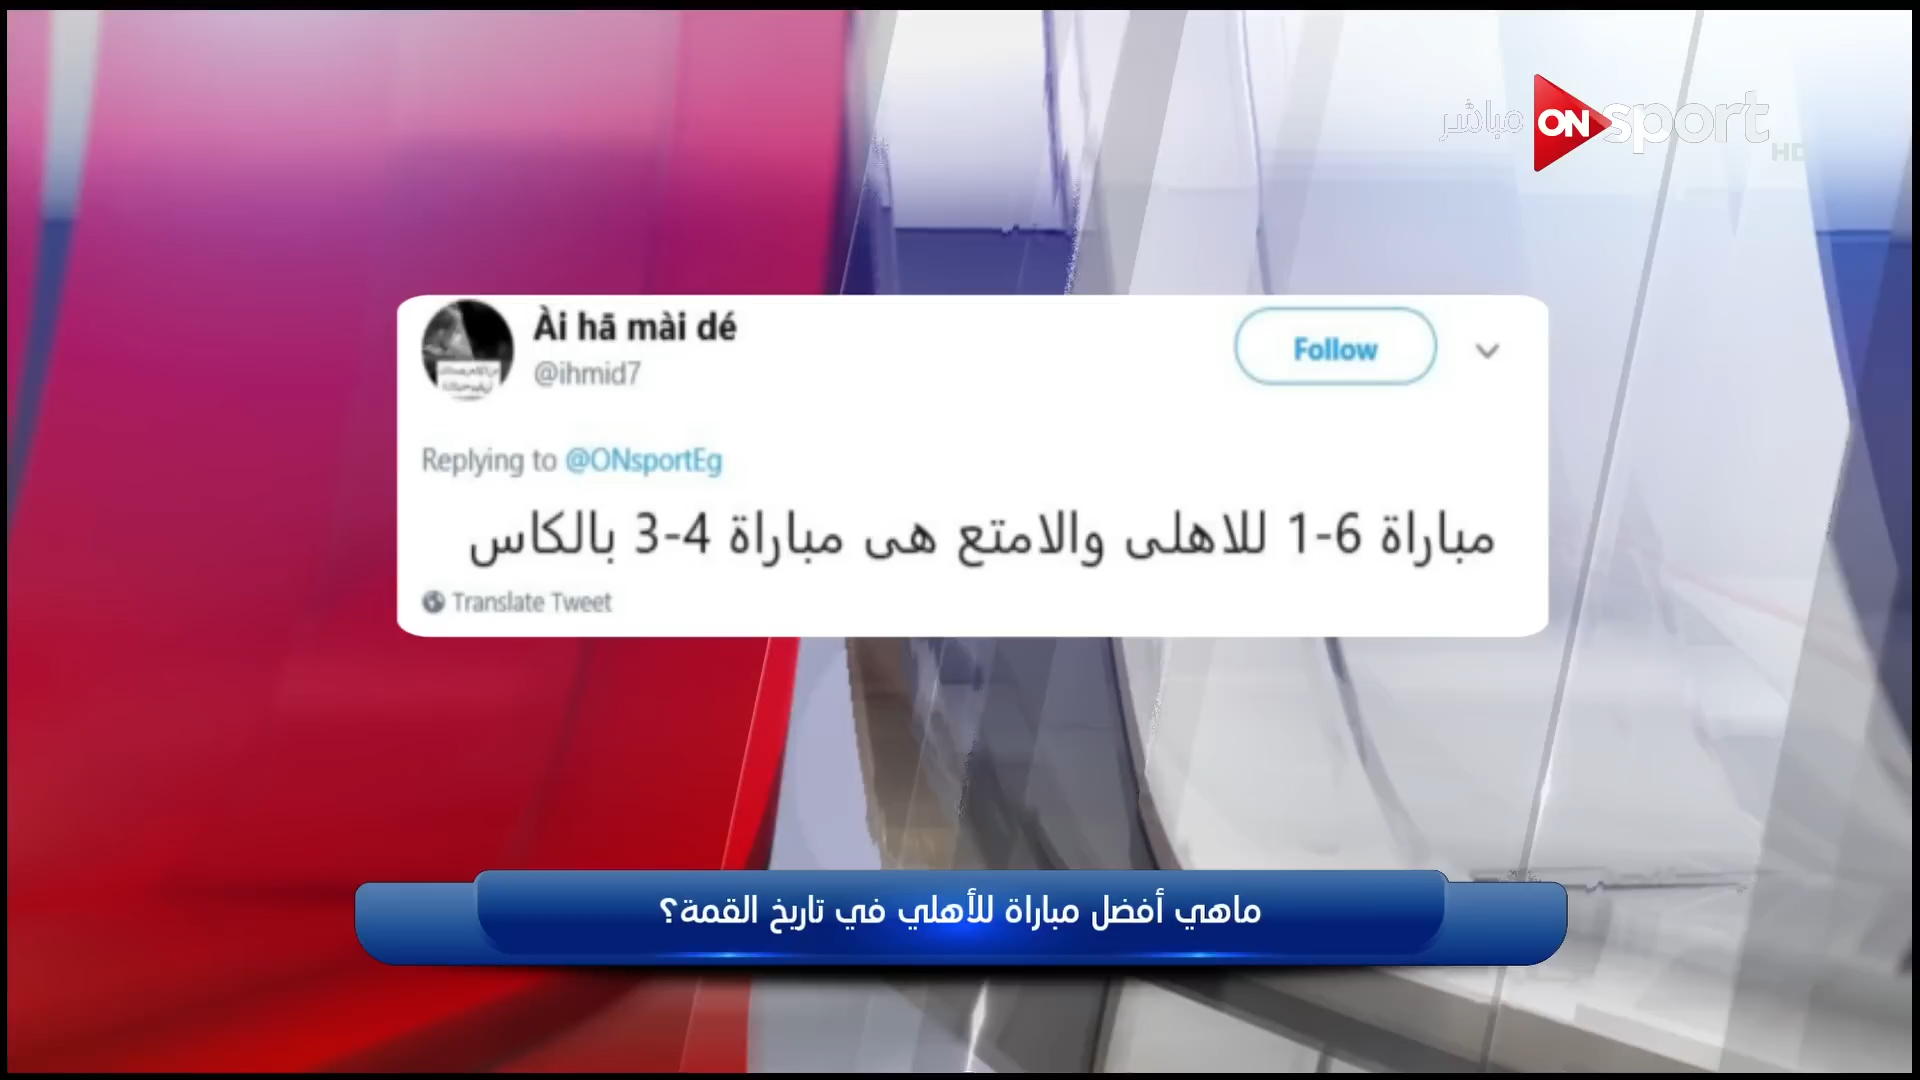 مباشر ON sport
HD
Ài hã mài dé
@ihmid7
Follow
Replying to @ONsportEg
مباراة 6-1 للاهلى والامتع هى مباراة 4-3 بالكاس
Translate Tweet
ماهي أفضل مباراة للأهلي في تاريخ القمة؟